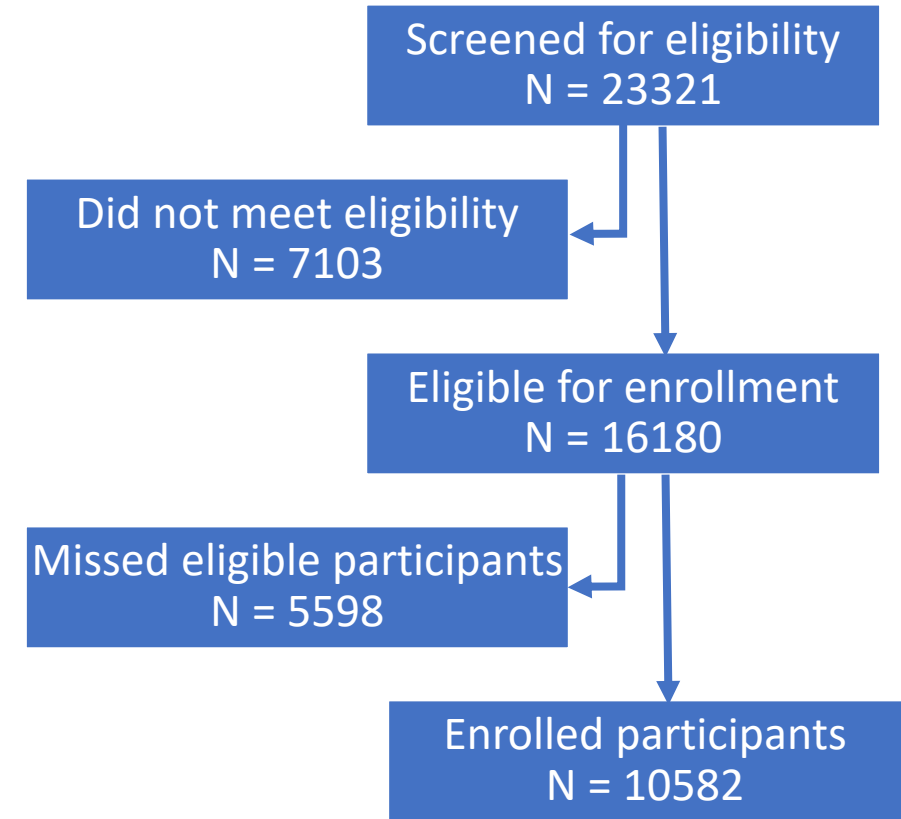 Screened for eligibility
N = 23321
Did not meet eligibility
N = 7103
Eligible for enrollment
N = 16180
Missed eligible participants
N = 5598
Enrolled participants
N = 10582